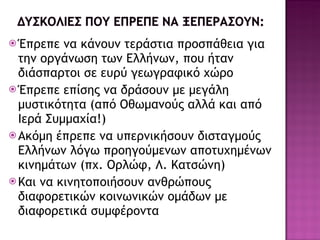 ΔΥΣΚΟΛΙΕΣ ΠΟΥ ΕΠΡΕΠΕ ΝΑ ΞΕΠΕΡΑΣΟΥΝ:
Έπρεπε να κάνουν τεράστια προσπάθεια για
την οργάνωση των Ελλήνων, που ήταν
διάσπαρτοι σε ευρύ γεωγραφικό χώρο
Έπρεπε επίσης να δράσουν με μεγάλη
μυστικότητα (από Οθωμανούς αλλά και από
Ιερά Συμμαχία!)
Ακόμη έπρεπε να υπερνικήσουν δισταγμούς
Ελλήνων λόγω προηγούμενων αποτυχημένων
κινημάτων (πχ. Ορλώφ, Λ. Κατσώνη)
Και να κινητοποιήσουν ανθρώπους
διαφορετικών κοινωνικών ομάδων με
διαφορετικά συμφέροντα